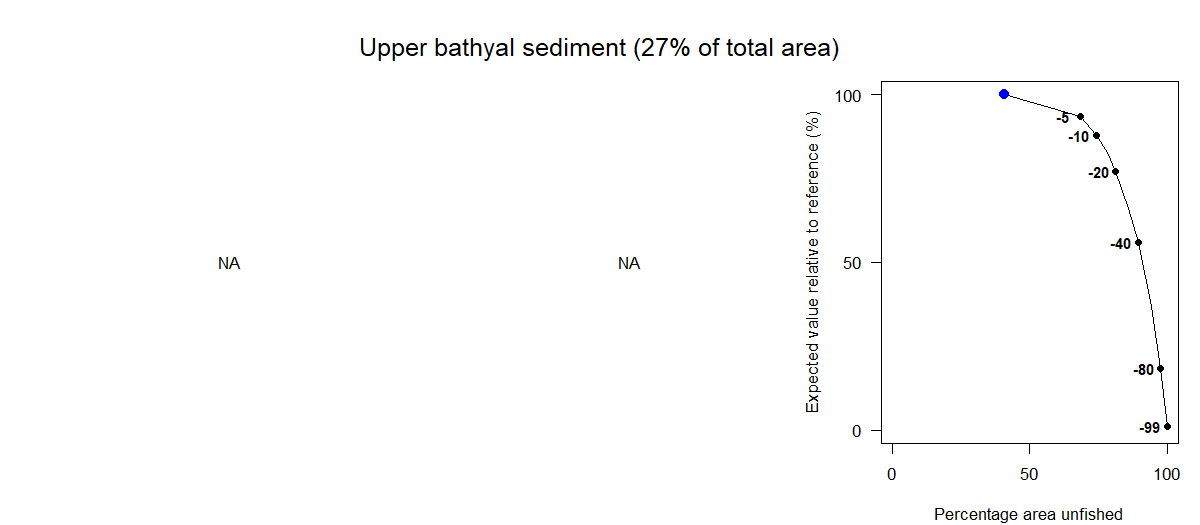 Upper bathyal sediment (27% of total area)
NA
NA
Expected value relative to reference (%)
100
50
0
-5
-10
-20
-40
-80
-99
0 50 100
Percentage area unfished